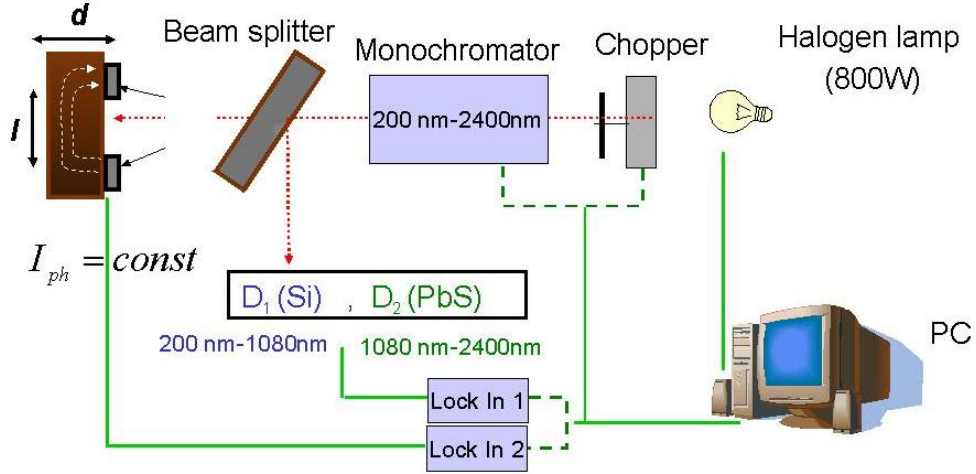 d
Beam splitter
Monochromator
Chopper
Halogen lamp
(800W)
l
200 nm-2400nm
I_ph = const
D₁ (Si) , D₂ (PbS)
200 nm-1080nm
1080 nm-2400nm
PC
Lock In 1
Lock In 2